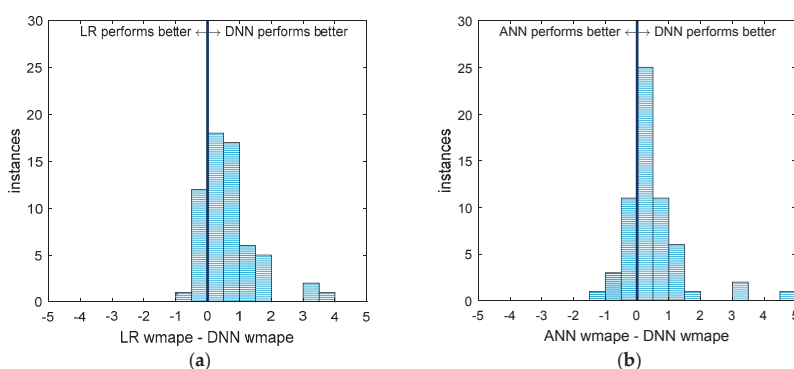 LR performs better ←→ DNN performs better
30
25
20
15
10
5
0
instances
-5 -4 -3 -2 -1 0 1 2 3 4 5
LR wmape - DNN wmape
(a)
ANN performs better ←→ DNN performs better
30
25
20
15
10
5
0
instances
-5 -4 -3 -2 -1 0 1 2 3 4 5
ANN wmape - DNN wmape
(b)